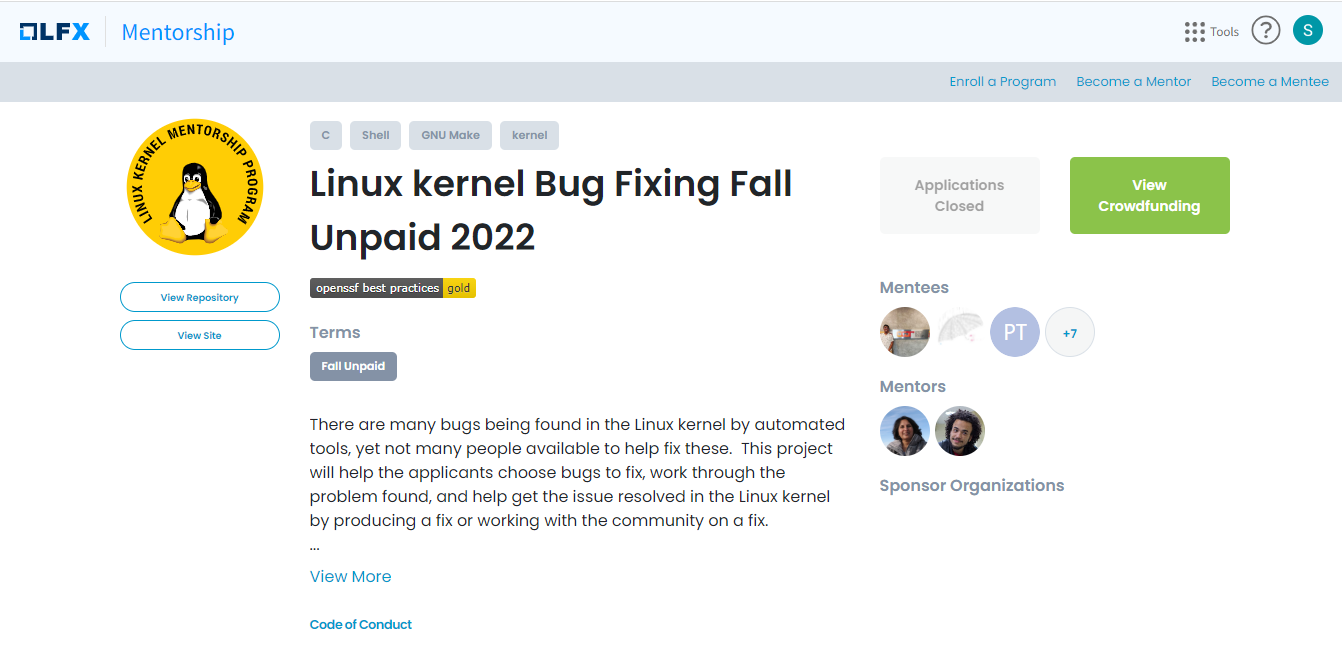 LFX
Mentorship
Tools
?
S
Enroll a Program
Become a Mentor
Become a Mentee
LINUX KERNEL MENTORSHIP PROGRAM
View Repository
View Site
C
Shell
GNU Make
kernel
Linux kernel Bug Fixing Fall
Unpaid 2022
openssf best practices gold
Terms
Fall Unpaid
There are many bugs being found in the Linux kernel by automated
tools, yet not many people available to help fix these.  This project
will help the applicants choose bugs to fix, work through the
problem found, and help get the issue resolved in the Linux kernel
by producing a fix or working with the community on a fix.
...
View More
Code of Conduct
Applications
Closed
View
Crowdfunding
Mentees
PT
+7
Mentors
Sponsor Organizations